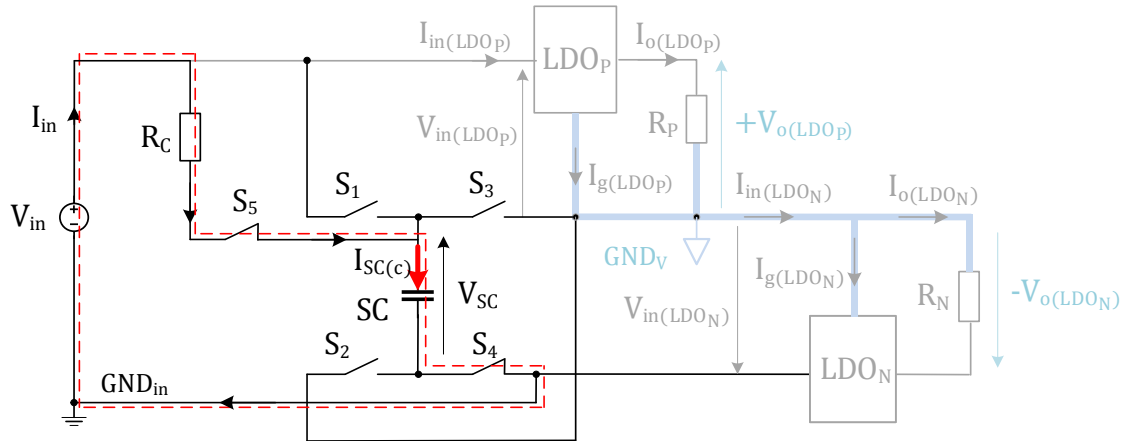 I_in(LDO_P)
LDO_P
I_o(LDO_P)
I_in
R_C
V_in(LDO_P)
R_P
+V_o(LDO_P)
V_in
+
−
S_5
S_1
S_3
I_g(LDO_P)
I_in(LDO_N)
I_o(LDO_N)
I_SC(c)
SC
V_SC
GND_V
I_g(LDO_N)
V_in(LDO_N)
R_N
-V_o(LDO_N)
S_2
S_4
GND_in
LDO_N